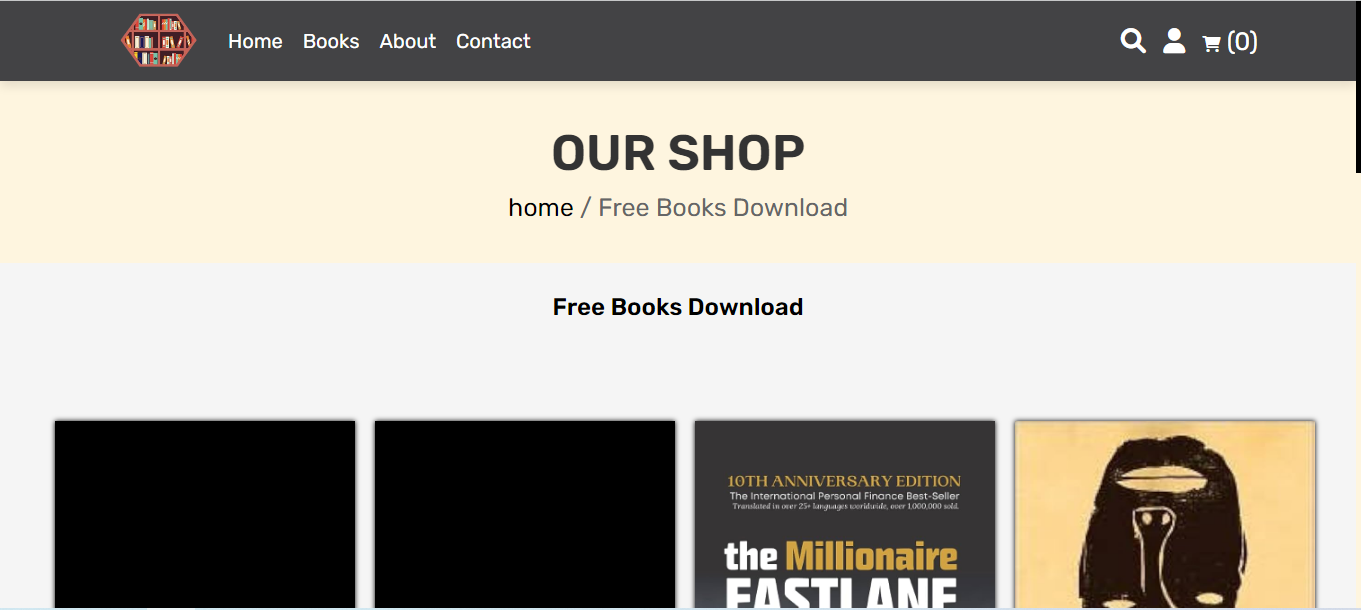 Home Books About Contact (0)
OUR SHOP
home / Free Books Download
Free Books Download
10TH ANNIVERSARY EDITION
The International Personal Finance Best-Seller
Translated in over 25+ languages worldwide, over 1,000,000 sold.
the Millionaire
FASTLANE